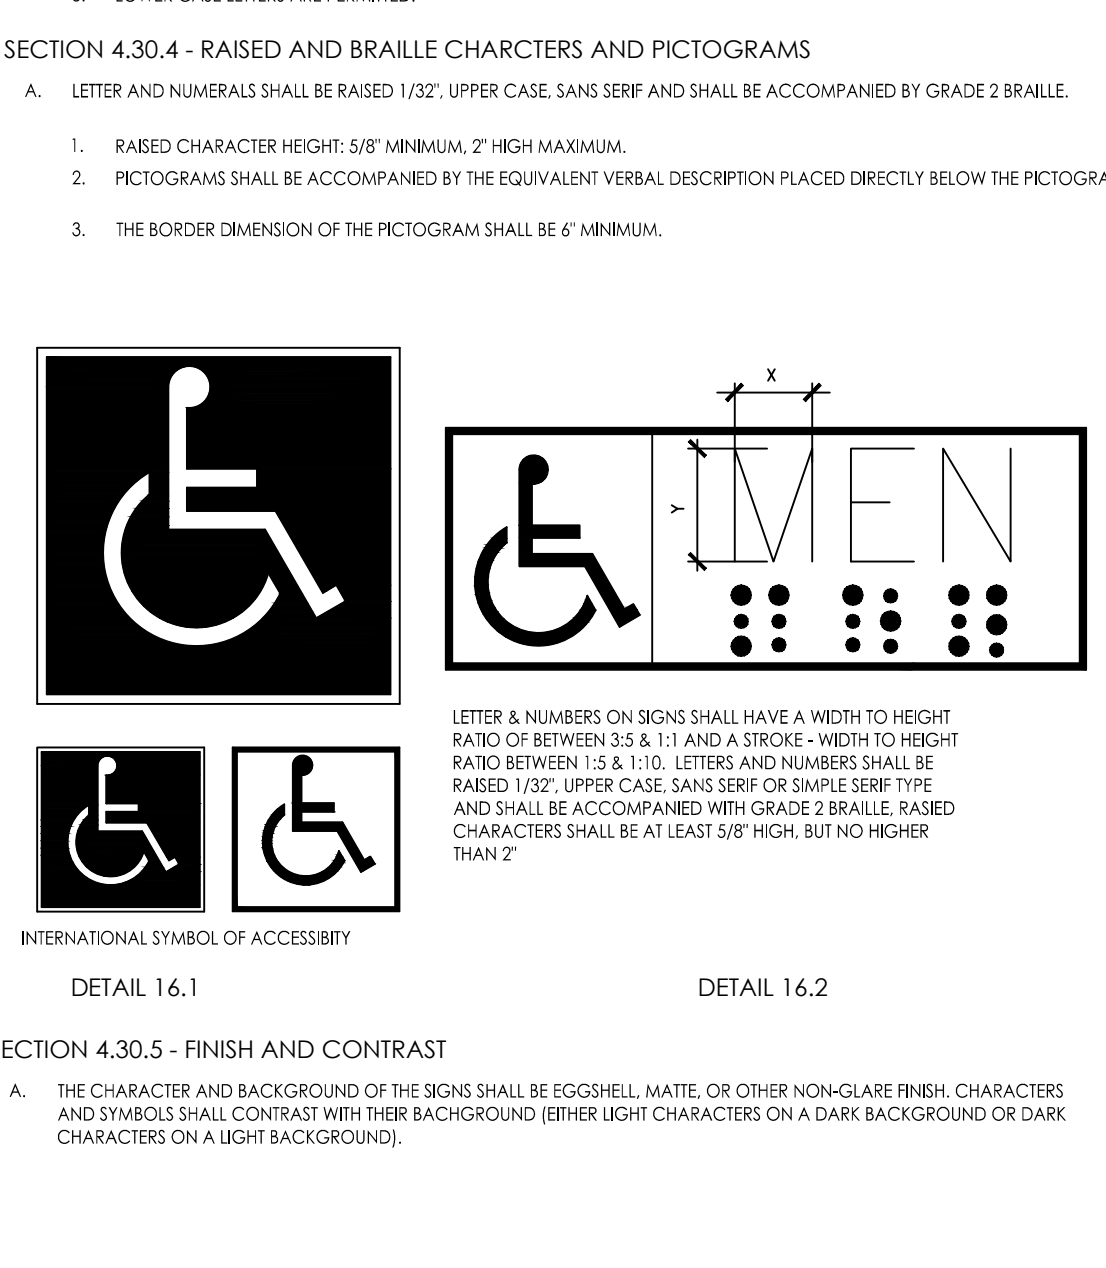 SECTION 4.30.4 - RAISED AND BRAILLE CHARCTERS AND PICTOGRAMS
A. LETTER AND NUMERALS SHALL BE RAISED 1/32", UPPER CASE, SANS SERIF AND SHALL BE ACCOMPANIED BY GRADE 2 BRAILLE.
1. RAISED CHARACTER HEIGHT: 5/8" MINIMUM, 2" HIGH MAXIMUM.
2. PICTOGRAMS SHALL BE ACCOMPANIED BY THE EQUIVALENT VERBAL DESCRIPTION PLACED DIRECTLY BELOW THE PICTOGRA
3. THE BORDER DIMENSION OF THE PICTOGRAM SHALL BE 6" MINIMUM.
X
Y
MEN
LETTER & NUMBERS ON SIGNS SHALL HAVE A WIDTH TO HEIGHT
RATIO OF BETWEEN 3:5 & 1:1 AND A STROKE - WIDTH TO HEIGHT
RATIO BETWEEN 1:5 & 1:10. LETTERS AND NUMBERS SHALL BE
RAISED 1/32", UPPER CASE, SANS SERIF OR SIMPLE SERIF TYPE
AND SHALL BE ACCOMPANIED WITH GRADE 2 BRAILLE, RASIED
CHARACTERS SHALL BE AT LEAST 5/8" HIGH, BUT NO HIGHER
THAN 2"
INTERNATIONAL SYMBOL OF ACCESSIBITY
DETAIL 16.1
DETAIL 16.2
ECTION 4.30.5 - FINISH AND CONTRAST
A. THE CHARACTER AND BACKGROUND OF THE SIGNS SHALL BE EGGSHELL, MATTE, OR OTHER NON-GLARE FINISH. CHARACTERS
AND SYMBOLS SHALL CONTRAST WITH THEIR BACHGROUND (EITHER LIGHT CHARACTERS ON A DARK BACKGROUND OR DARK
CHARACTERS ON A LIGHT BACKGROUND).